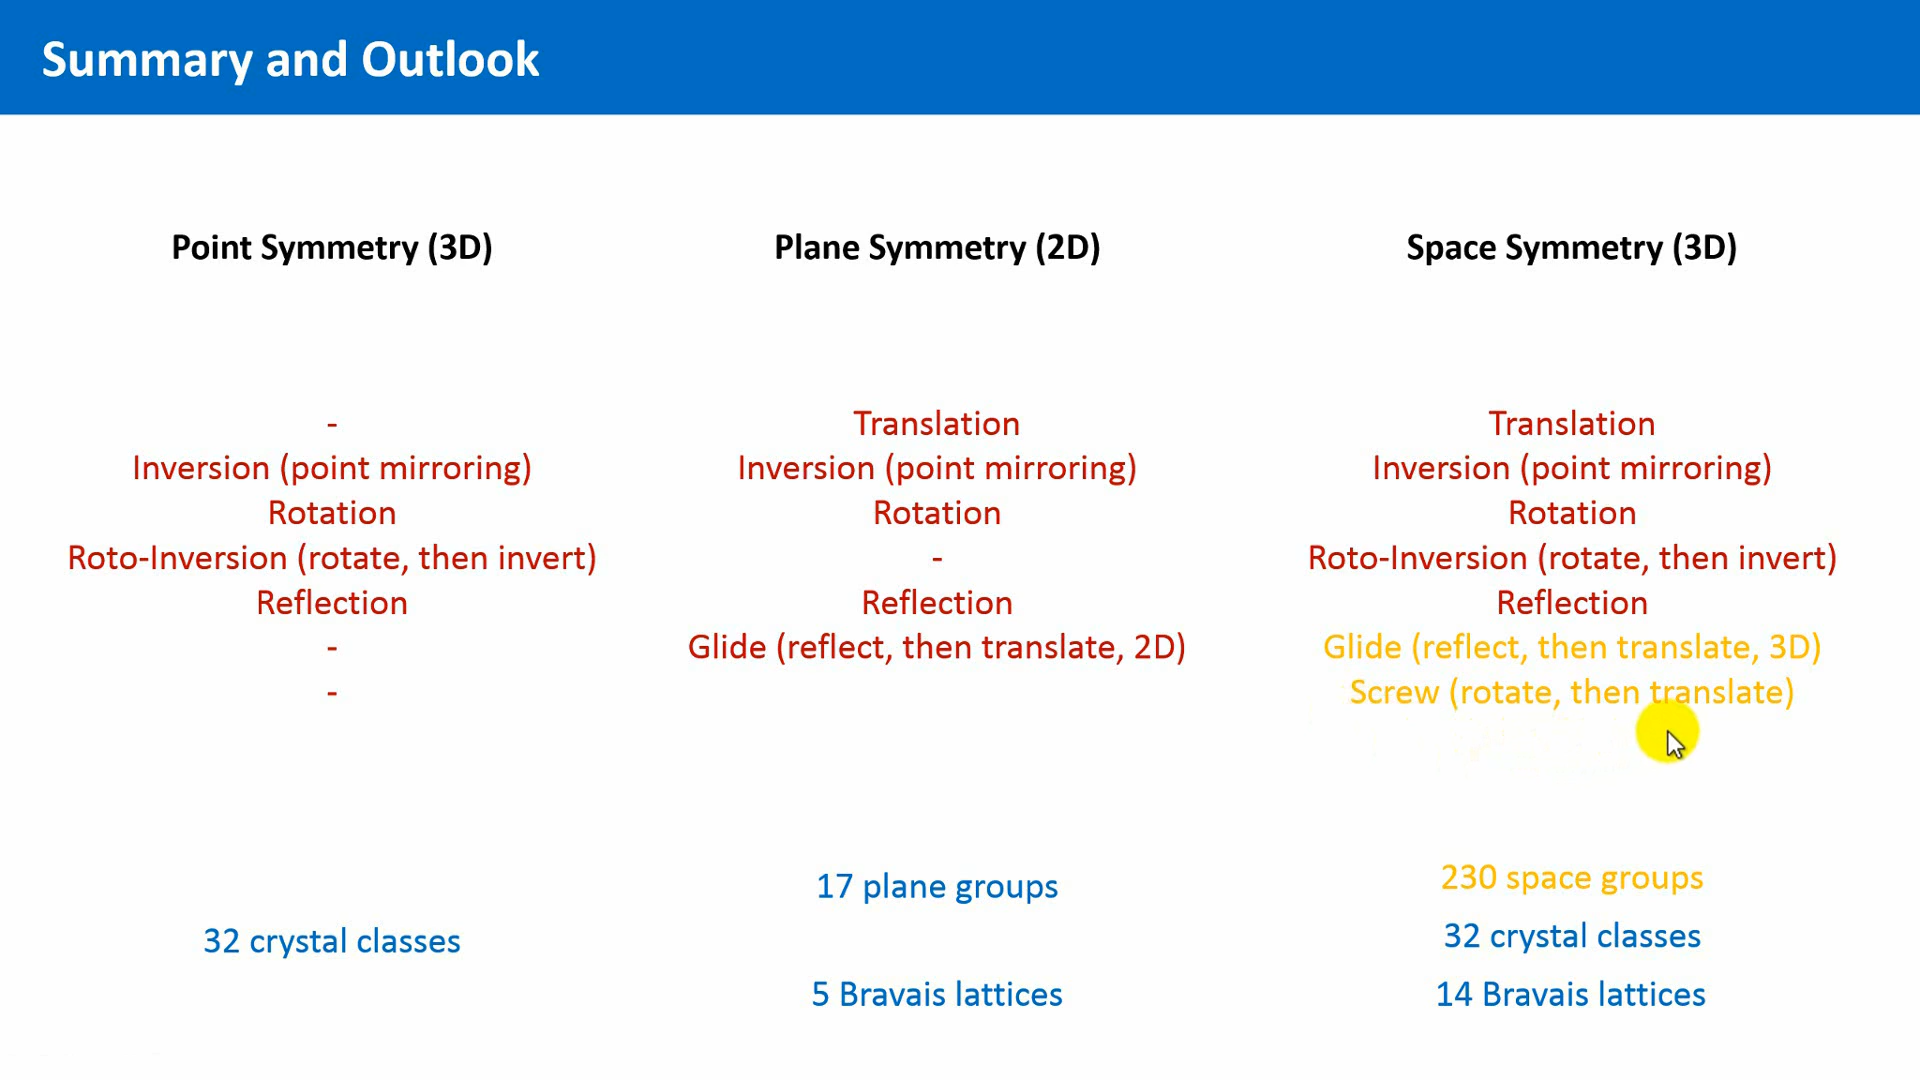 Summary and Outlook
Point Symmetry (3D)
-
Inversion (point mirroring)
Rotation
Roto-Inversion (rotate, then invert)
Reflection
-
-
32 crystal classes
Plane Symmetry (2D)
Translation
Inversion (point mirroring)
Rotation
-
Reflection
Glide (reflect, then translate, 2D)
17 plane groups
5 Bravais lattices
Space Symmetry (3D)
Translation
Inversion (point mirroring)
Rotation
Roto-Inversion (rotate, then invert)
Reflection
Glide (reflect, then translate, 3D)
Screw (rotate, then translate)
230 space groups
32 crystal classes
14 Bravais lattices